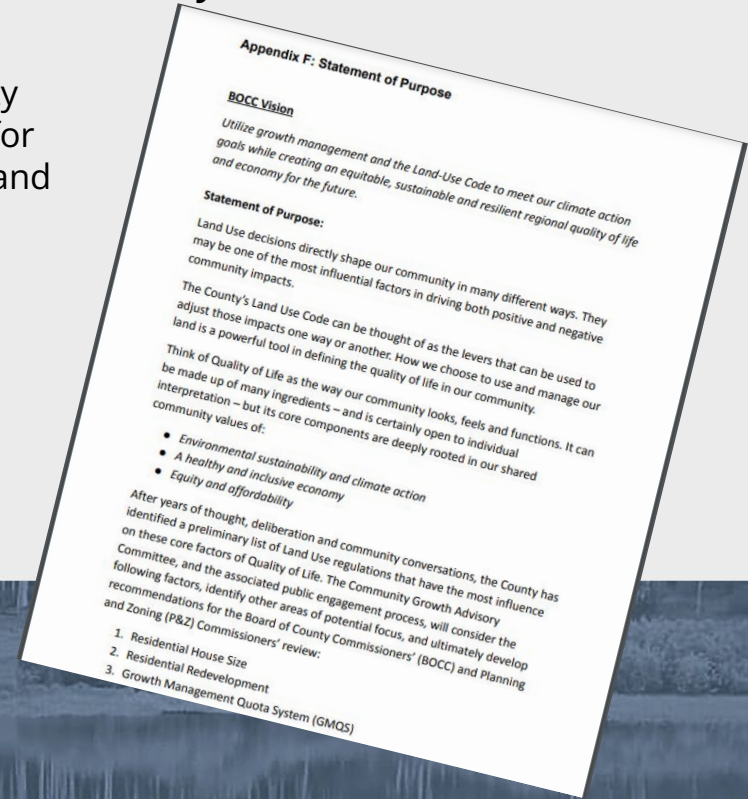 y
y
or
and
Appendix F: Statement of Purpose
BOCC Vision
Utilize growth management and the Land-Use Code to meet our climate action
goals while creating an equitable, sustainable and resilient regional quality of life
and economy for the future.
Statement of Purpose:
Land Use decisions directly shape our community in many different ways. They
may be one of the most influential factors in driving both positive and negative
community impacts.
The County's Land Use Code can be thought of as the levers that can be used to
adjust those impacts one way or another. How we choose to use and manage our
land is a powerful tool in defining the quality of life in our community.
Think of Quality of Life as the way our community looks, feels and functions. It can
be made up of many ingredients – and is certainly open to individual
interpretation – but its core components are deeply rooted in our shared
community values of:
• Environmental sustainability and climate action
• A healthy and inclusive economy
• Equity and affordability
After years of thought, deliberation and community conversations, the County has
identified a preliminary list of Land Use regulations that have the most influence
on these core factors of Quality of Life. The Community Growth Advisory
Committee, and the associated public engagement process, will consider the
following factors, identify other areas of potential focus, and ultimately develop
recommendations for the Board of County Commissioners' (BOCC) and Planning
and Zoning (P&Z) Commissioners' review:
1. Residential House Size
2. Residential Redevelopment
3. Growth Management Quota System (GMQS)